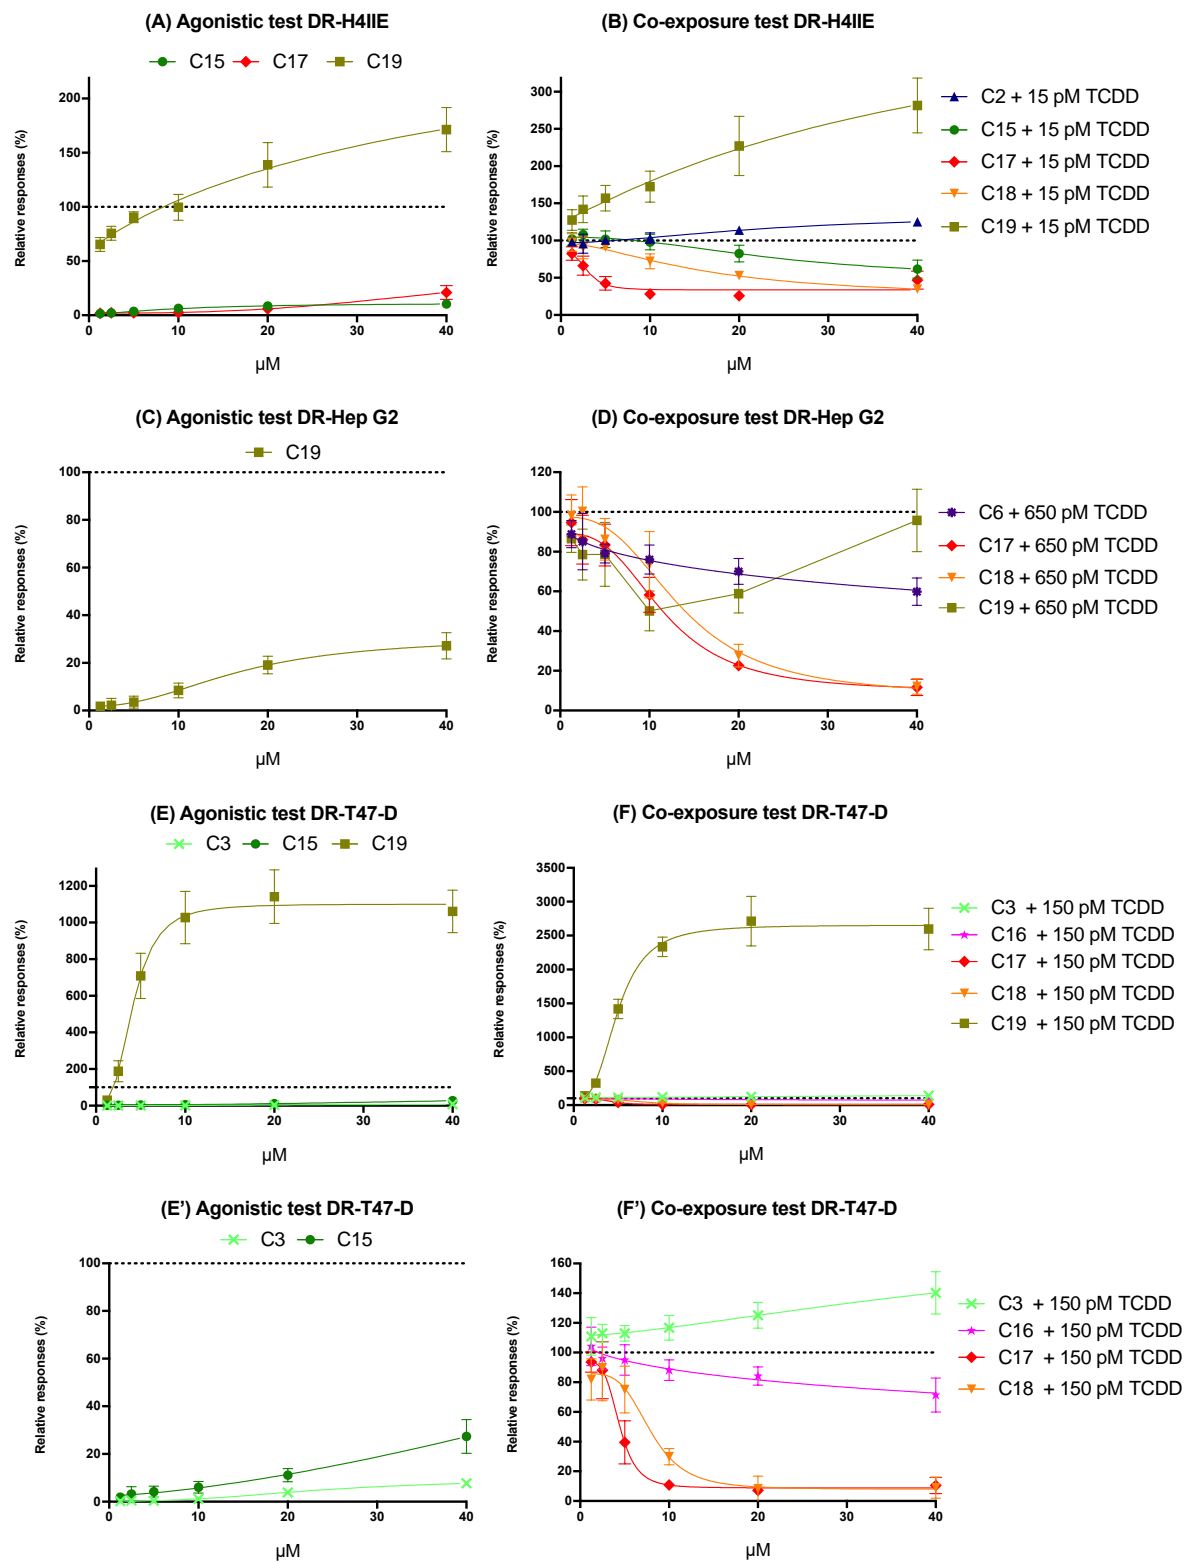 (A) Agonistic test DR-H4IIE
C15 C17 C19
Relative responses (%)
200
150
100
50
0
0 10 20 30 40
µM
(B) Co-exposure test DR-H4IIE
Relative responses (%)
300
250
200
150
100
50
0
0 10 20 30 40
µM
C2 + 15 pM TCDD
C15 + 15 pM TCDD
C17 + 15 pM TCDD
C18 + 15 pM TCDD
C19 + 15 pM TCDD
(C) Agonistic test DR-Hep G2
C19
Relative responses (%)
100
80
60
40
20
0
0 10 20 30 40
µM
(D) Co-exposure test DR-Hep G2
Relative responses (%)
120
100
80
60
40
20
0
0 10 20 30 40
µM
C6 + 650 pM TCDD
C17 + 650 pM TCDD
C18 + 650 pM TCDD
C19 + 650 pM TCDD
(E) Agonistic test DR-T47-D
C3 C15 C19
Relative responses (%)
1200
1000
800
600
400
200
100
0
0 10 20 30 40
µM
(F) Co-exposure test DR-T47-D
Relative responses (%)
3500
3000
2500
2000
1500
1000
500
100
0
0 10 20 30 40
µM
C3 + 150 pM TCDD
C16 + 150 pM TCDD
C17 + 150 pM TCDD
C18 + 150 pM TCDD
C19 + 150 pM TCDD
(E’) Agonistic test DR-T47-D
C3 C15
Relative responses (%)
100
80
60
40
20
0
0 10 20 30 40
µM
(F’) Co-exposure test DR-T47-D
Relative responses (%)
160
140
120
100
80
60
40
20
0
0 10 20 30 40
µM
C3 + 150 pM TCDD
C16 + 150 pM TCDD
C17 + 150 pM TCDD
C18 + 150 pM TCDD